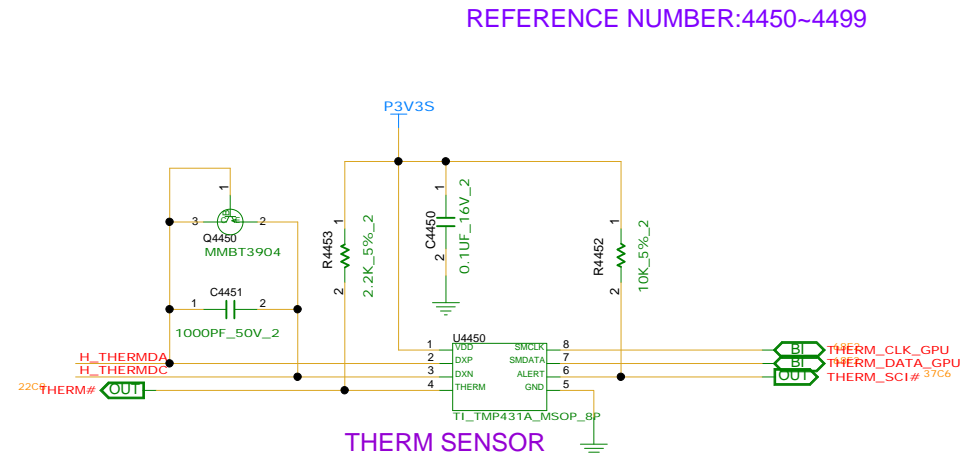 REFERENCE NUMBER:4450~4499
P3V3S
1
3
2
Q4450
MMBT3904
C4451
1
2
1000PF_50V_2
1
R4453
2.2K_5%_2
2
1
C4450
0.1UF_16V_2
2
1
R4452
10K_5%_2
2
U4450
H_THERMDA
H_THERMDC
22C8 THERM# OUT
1 VDD SMCLK 8
2 DXP SMDATA 7
3 DXN ALERT 6
4 THERM GND 5
TI_TMP431A_MSOP_8P
BI THERM_CLK_GPU
BI THERM_DATA_GPU
OUT THERM_SCI# 37C6
THERM SENSOR